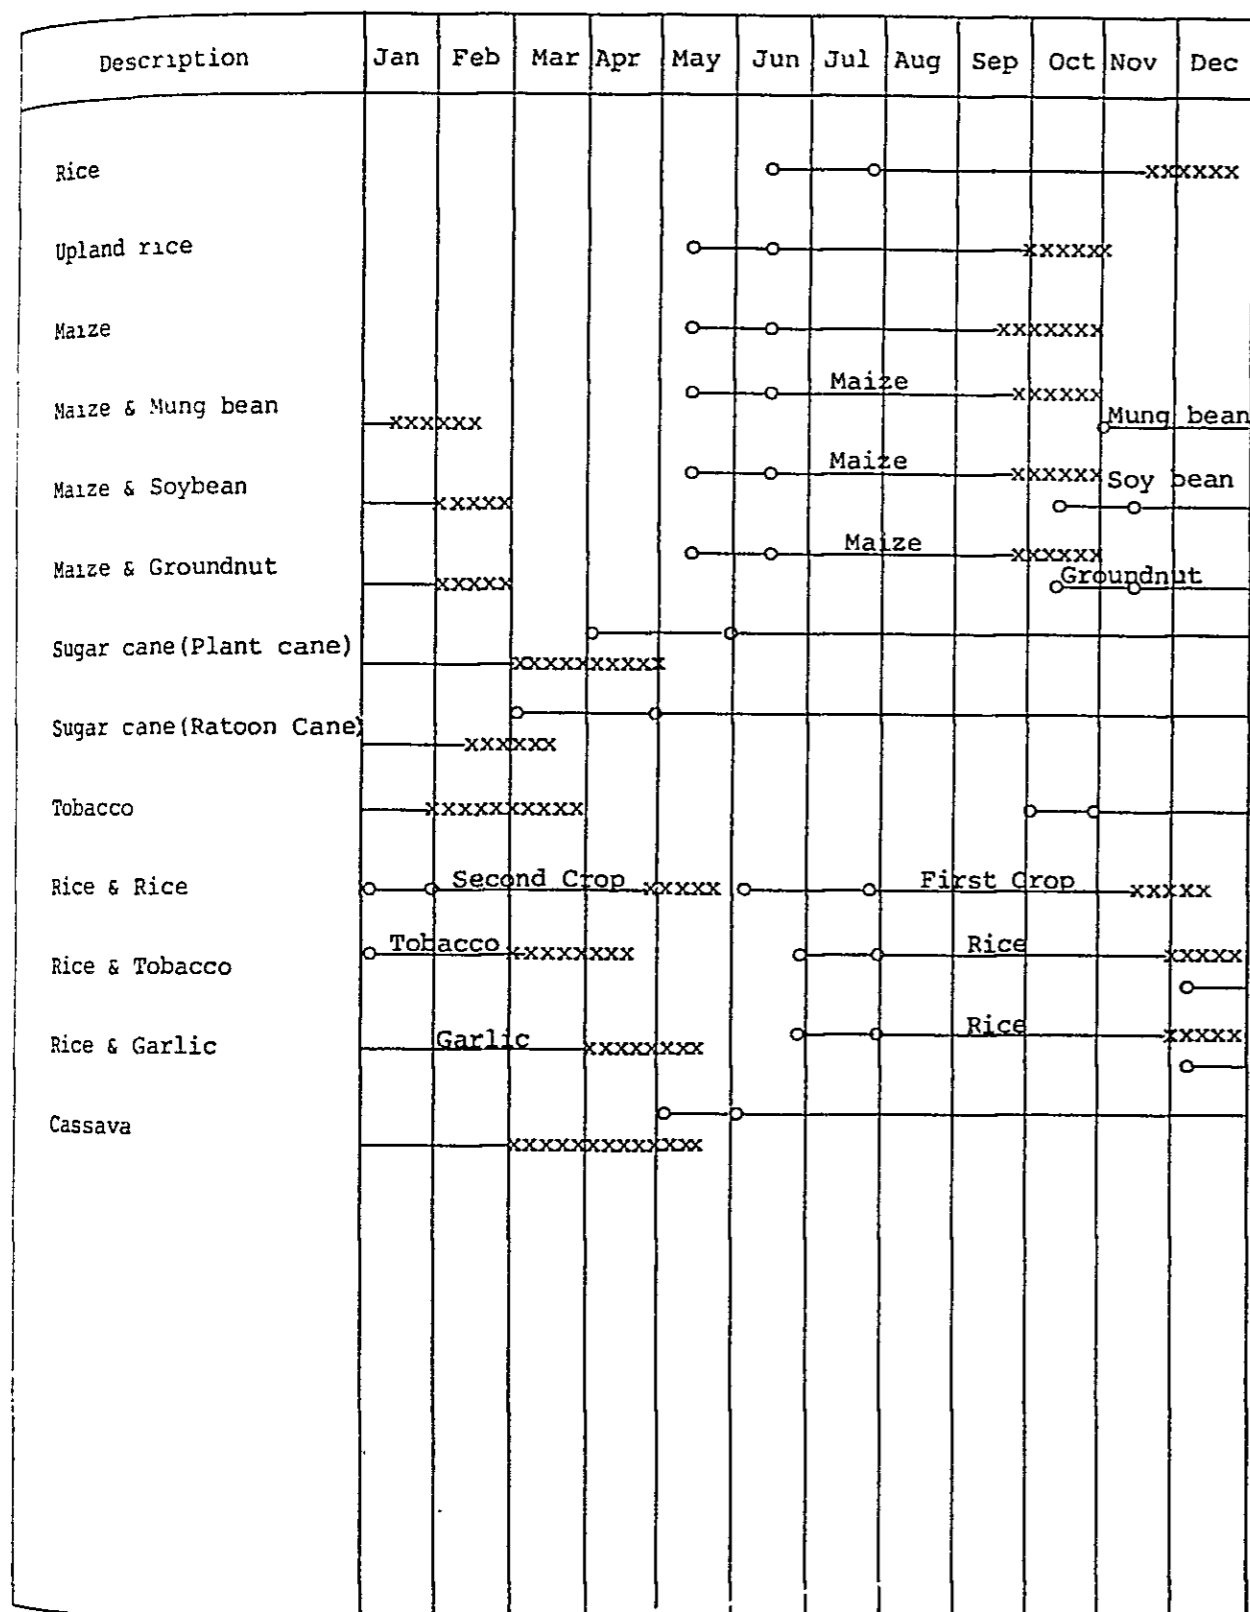 Description Jan Feb Mar Apr May Jun Jul Aug Sep Oct Nov Dec
Rice o o xxxxxx
Upland rice o o xxxxxx
Maize o o xxxxxxx
Maize
Maize & Mung bean o o xxxxxx
xxxxxx o Mung bean
Maize
Maize & Soybean o o xxxxxx
Soy bean
xxxxx o o
Maize
Maize & Groundnut o o xxxxxx
Groundnut
xxxxx o o
Sugar cane(Plant cane) o o
xxxxxxxxxx
Sugar cane(Ratoon Cane) o o
xxxxxx
Tobacco xxxxxxxxxx o o
Rice & Rice o o Second Crop xxxxx o o First Crop xxxxx
Rice & Tobacco o Tobacco xxxxxxxx o o Rice xxxxx
o
Rice & Garlic Garlic xxxxxxxx o o Rice xxxxx
o
Cassava o o
xxxxxxxxxxxxx